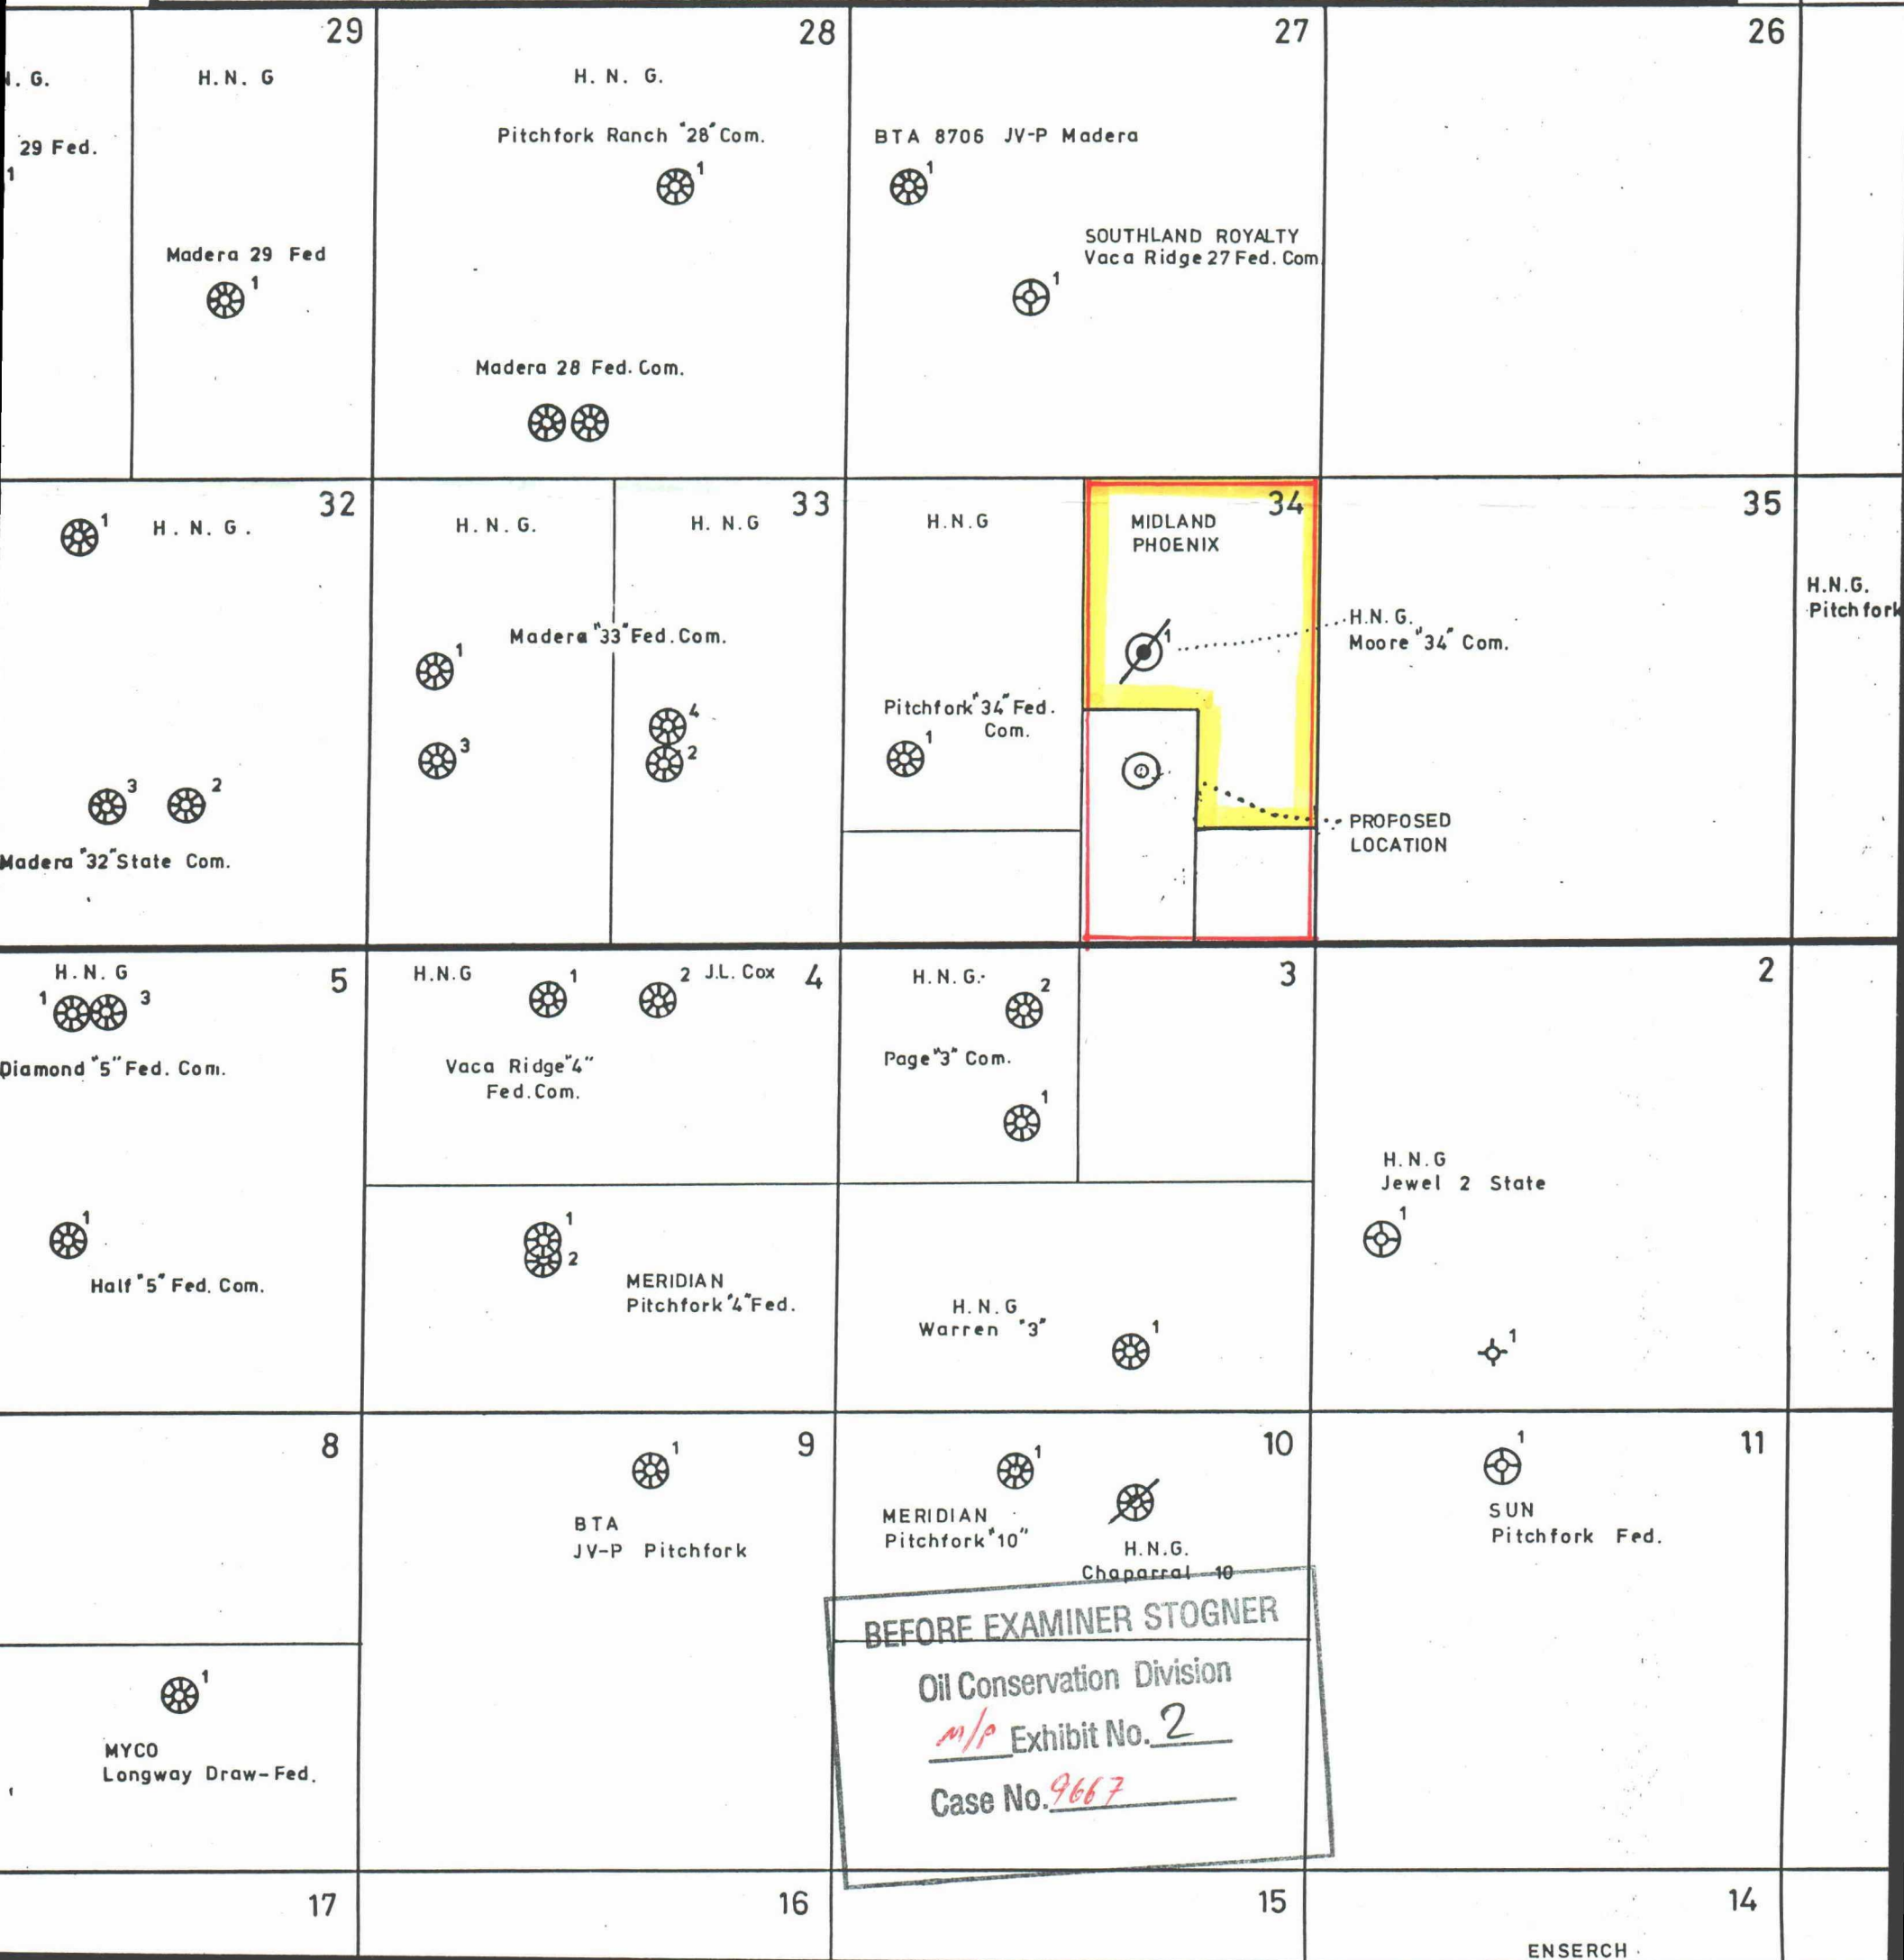 29
28
27
26
N. G.
H.N. G
H. N. G.
29 Fed.
1
Pitchfork Ranch "28" Com.
1
BTA 8706 JV-P Madera
1
SOUTHLAND ROYALTY
Vaca Ridge 27 Fed. Com
1
Madera 29 Fed
1
Madera 28 Fed. Com.
32
33
34
35
1
H. N. G.
H. N. G.
H. N.G
H.N.G
MIDLAND
PHOENIX
1
H.N.G.
Moore "34" Com.
H.N.G.
Pitchfork
Madera "33" Fed. Com.
1
3
4
2
Pitchfork "34" Fed.
Com.
1
PROFOSED
LOCATION
3
2
Madera "32" State Com.
5
4
3
2
H. N. G
1
3
Diamond "5" Fed. Com.
H.N.G
1
2
J.L. Cox
Vaca Ridge "4"
Fed. Com.
H. N. G.
2
Page "3" Com.
1
H. N. G
Jewel 2 State
1
1
1
Half "5" Fed. Com.
1
2
MERIDIAN
Pitchfork "4" Fed.
H. N. G
Warren "3"
1
8
9
10
11
1
BTA
JV-P Pitchfork
1
MERIDIAN
Pitchfork "10"
H.N.G.
Chaparral 10
1
SUN
Pitchfork Fed.
BEFORE EXAMINER STOGNER
Oil Conservation Division
M/P Exhibit No. 2
Case No. 9667
1
MYCO
Longway Draw-Fed.
17
16
15
14
ENSERCH